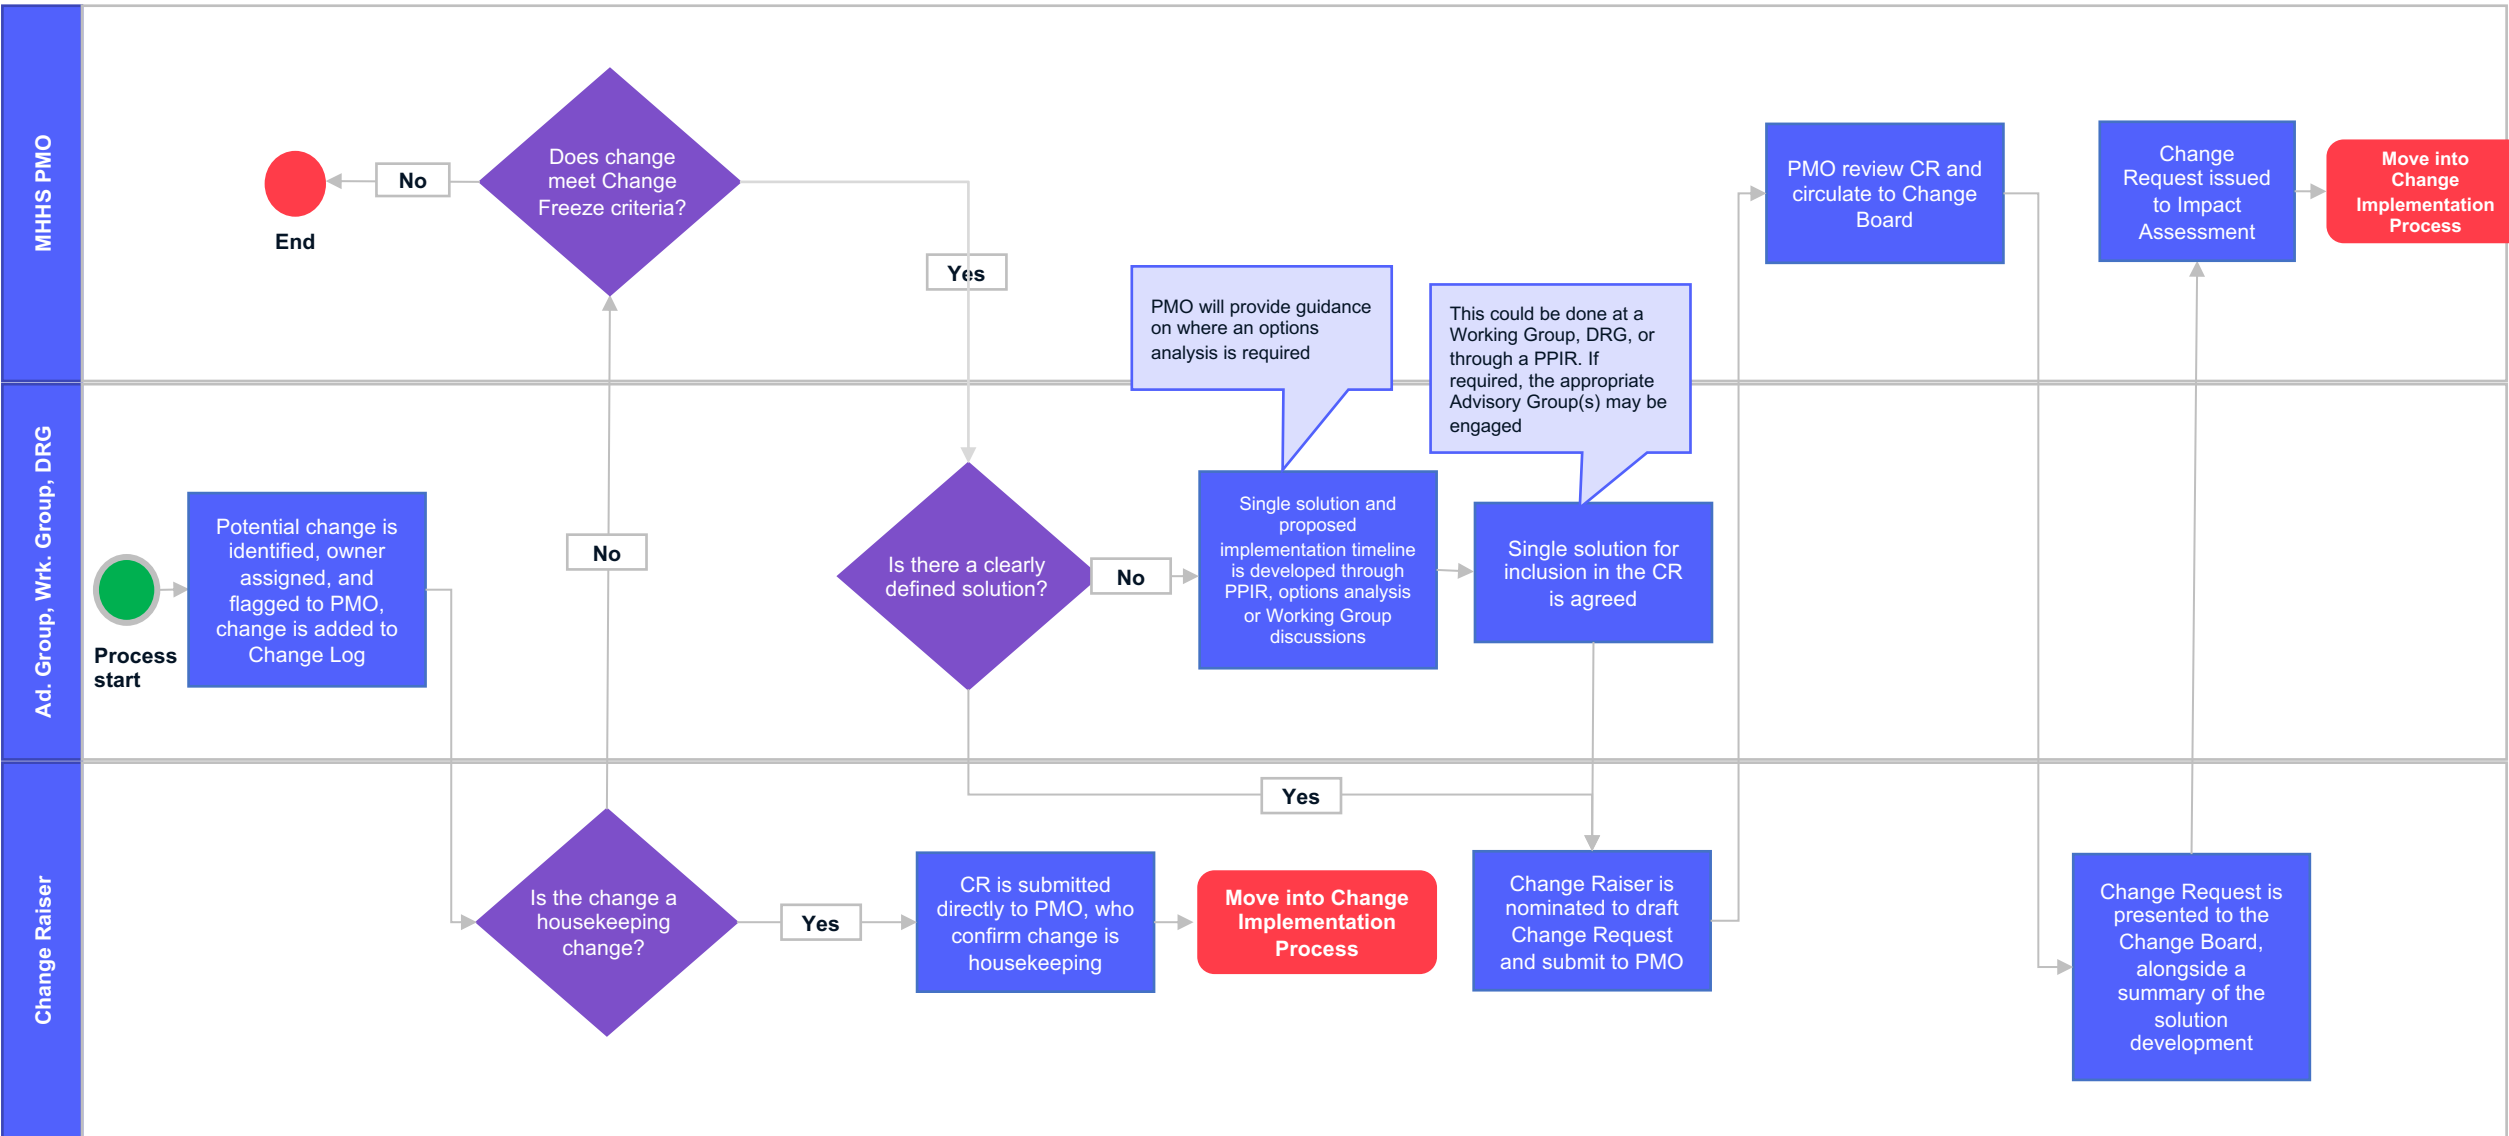 MHHS PMO
Does change
meet Change
Freeze criteria?
No
End
Yes
PMO will provide guidance
on where an options
analysis is required
This could be done at a
Working Group, DRG, or
through a PPIR. If
required, the appropriate
Advisory Group(s) may be
engaged
PMO review CR and
circulate to Change
Board
Change
Request issued
to Impact
Assessment
Move into
Change
Implementation
Process
Ad. Group, Wrk. Group, DRG
Process
start
Potential change is
identified, owner
assigned, and
flagged to PMO,
change is added to
Change Log
No
Is there a clearly
defined solution?
No
Single solution and
proposed
implementation timeline
is developed through
PPIR, options analysis
or Working Group
discussions
Single solution for
inclusion in the CR
is agreed
Change Raiser
Is the change a
housekeeping
change?
Yes
CR is submitted
directly to PMO, who
confirm change is
housekeeping
Move into Change
Implementation
Process
Yes
Change Raiser is
nominated to draft
Change Request
and submit to PMO
Change Request is
presented to the
Change Board,
alongside a
summary of the
solution
development